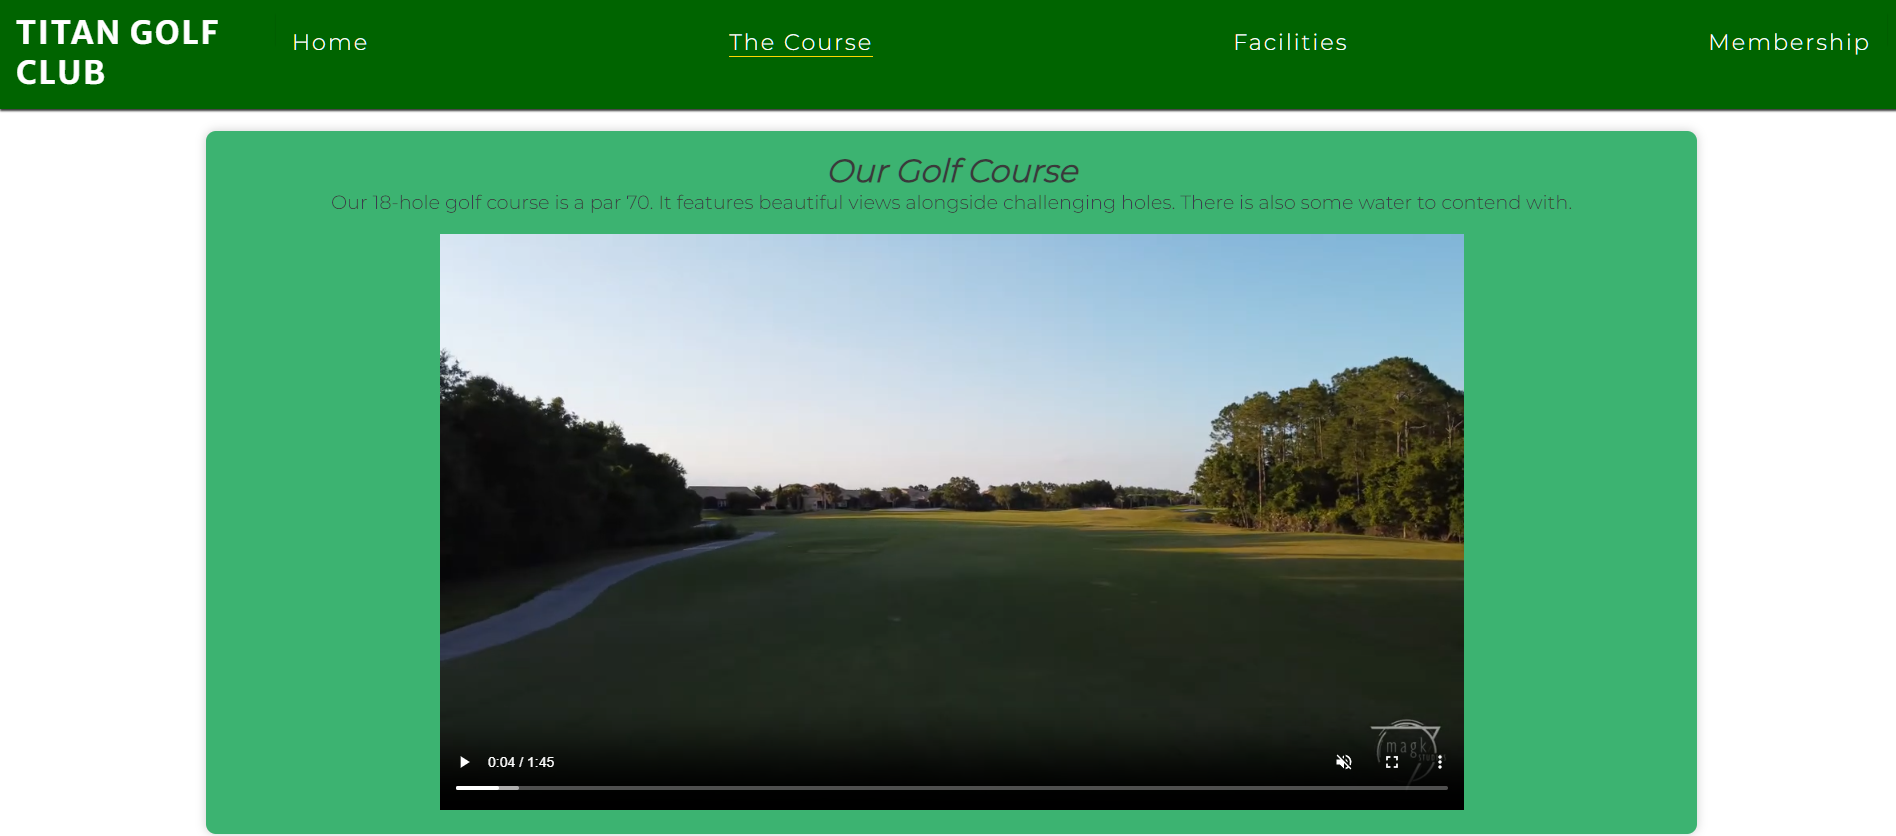 TITAN GOLF
CLUB
Home
The Course
Facilities
Membership
Our Golf Course
Our 18-hole golf course is a par 70. It features beautiful views alongside challenging holes. There is also some water to contend with.
magk
0:04 / 1:45